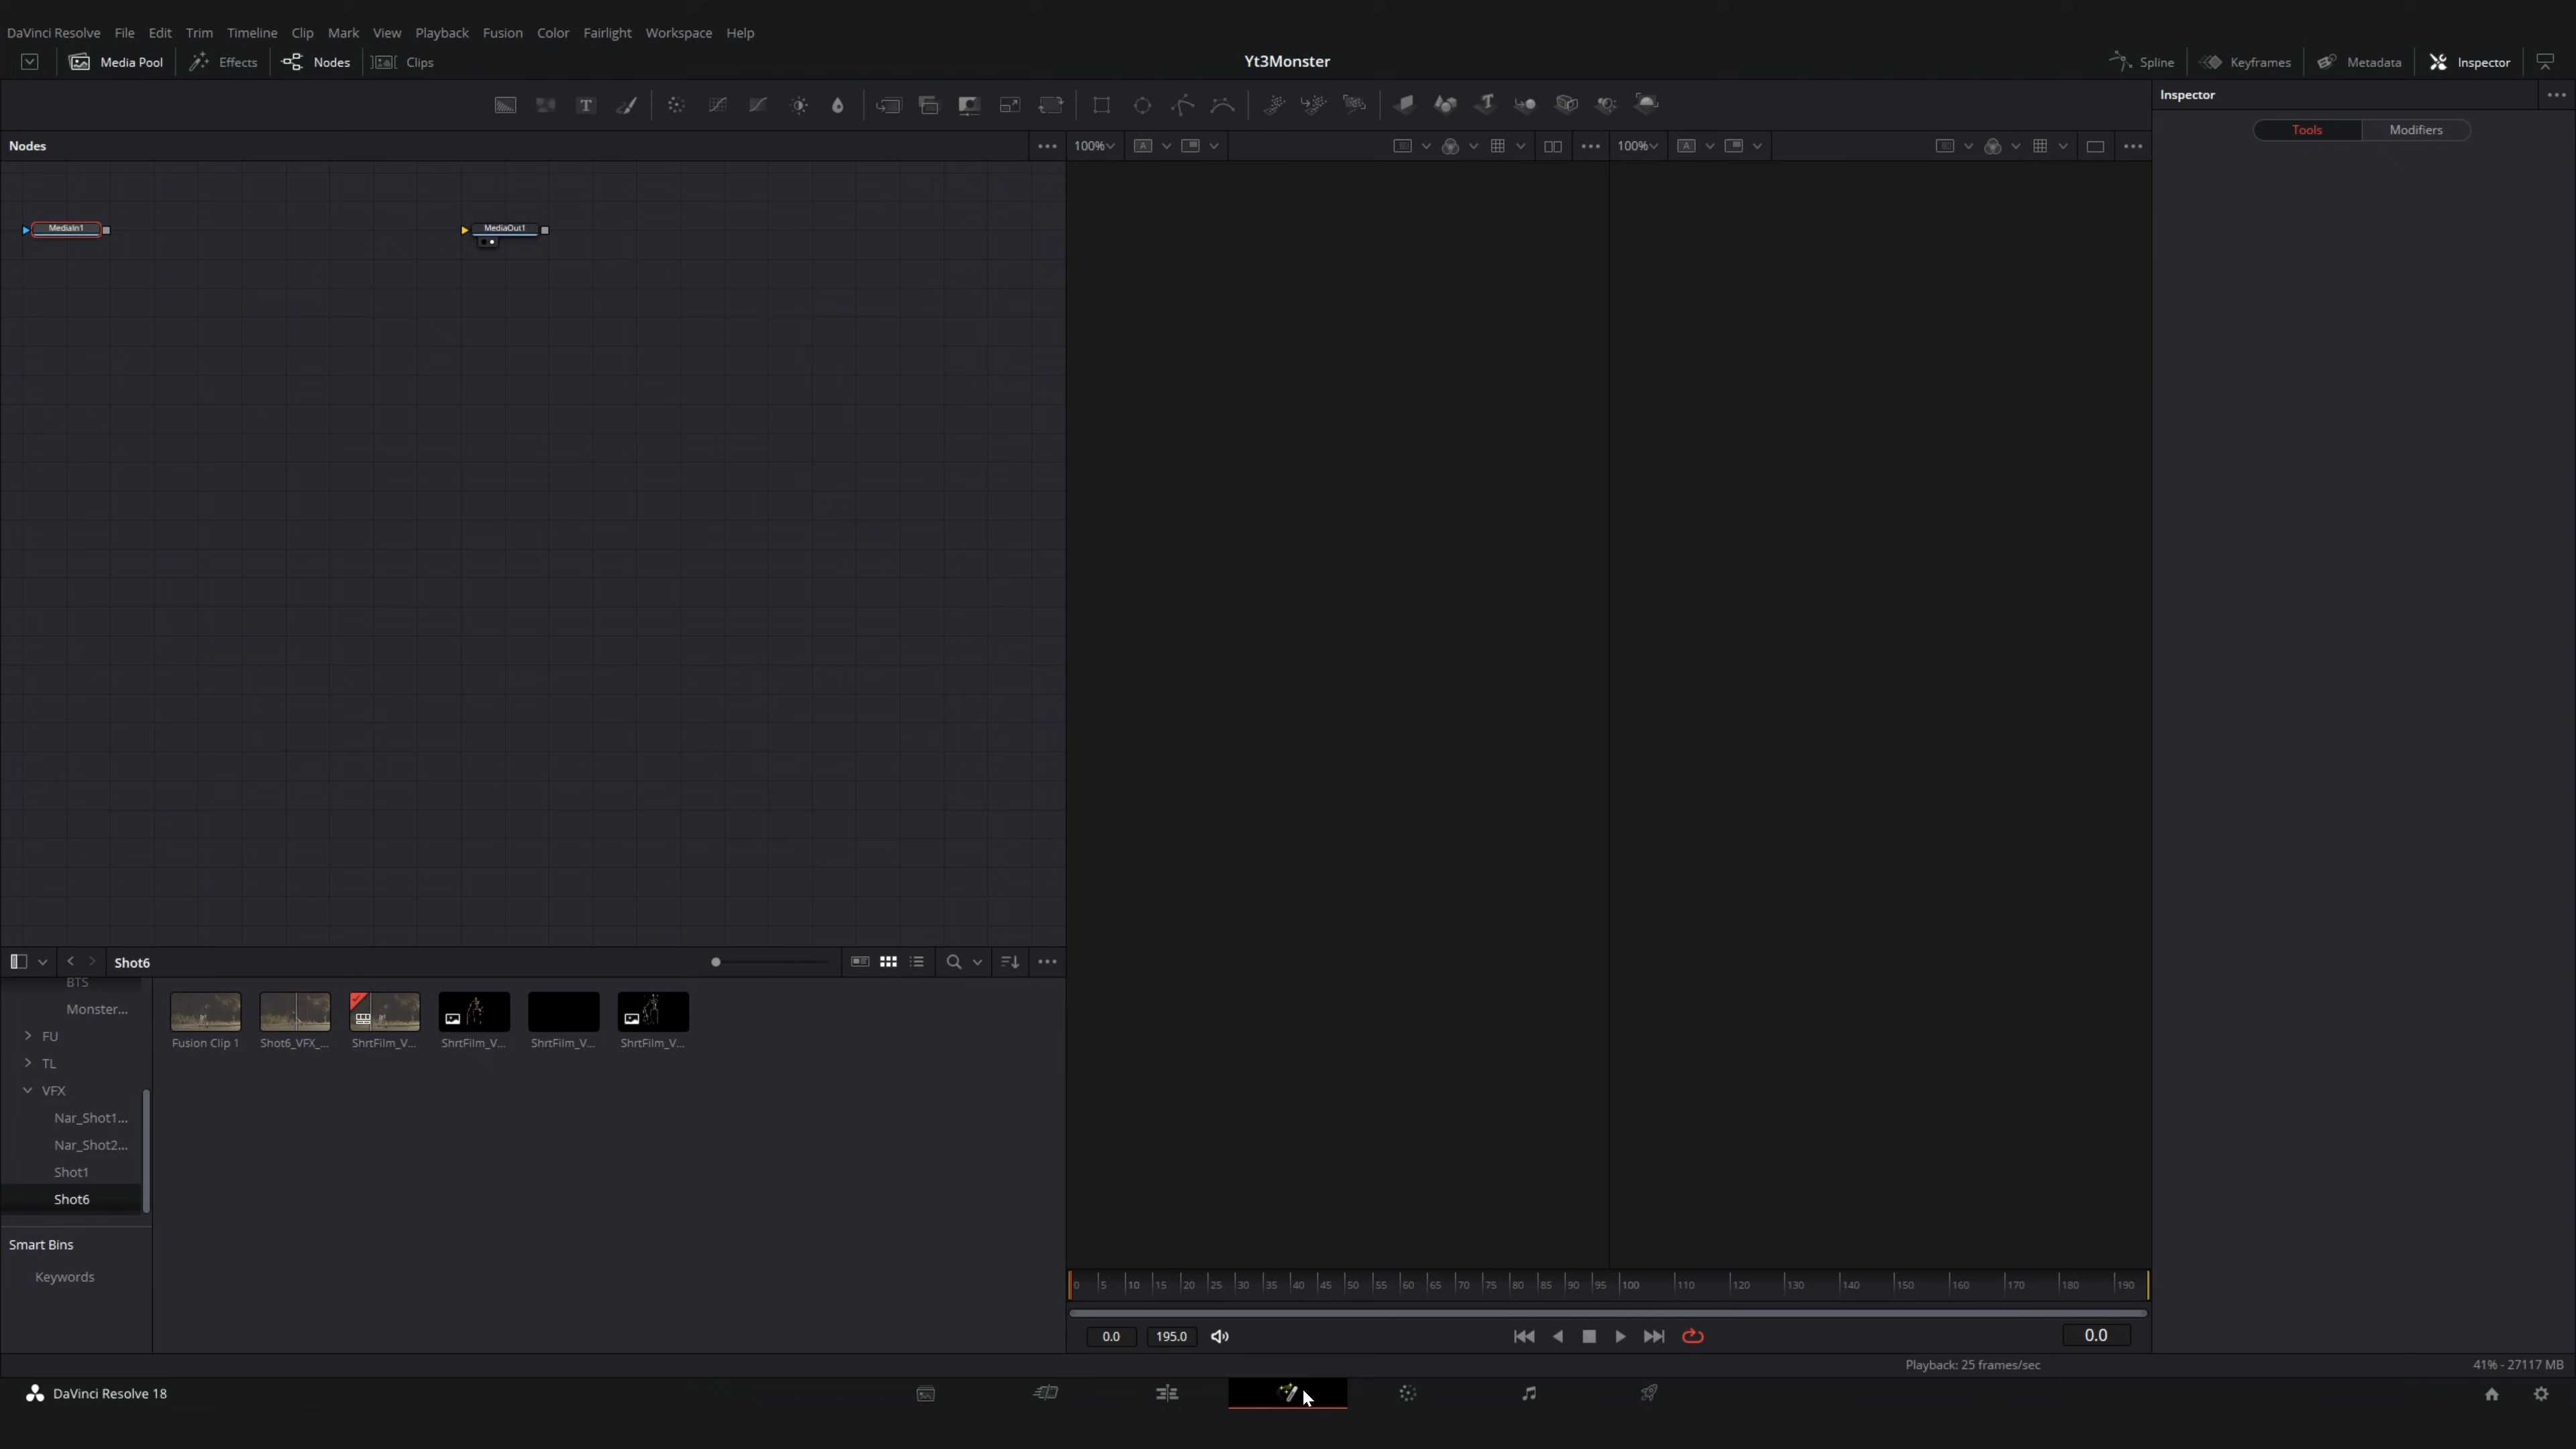 DaVinci Resolve File Edit Trim Timeline Clip Mark View Playback Fusion Color Fairlight Workspace Help
Media Pool Effects Nodes Clips Yt3Monster Spline Keyframes Metadata Inspector
Inspector
Tools Modifiers
Nodes 100% A 100% A
MediaIn1 MediaOut1
Shot6
BTS
Monster...
FU
TL
VFX
Nar_Shot1...
Nar_Shot2...
Shot1
Shot6
Smart Bins
Keywords
Fusion Clip 1 Shot6_VFX_... ShrtFilm_V... ShrtFilm_V... ShrtFilm_V... ShrtFilm_V...
0 5 10 15 20 25 30 35 40 45 50 55 60 65 70 75 80 85 90 95 100 110 120 130 140 150 160 170 180 190
0.0 195.0 0.0
Playback: 25 frames/sec 41% - 27117 MB
DaVinci Resolve 18